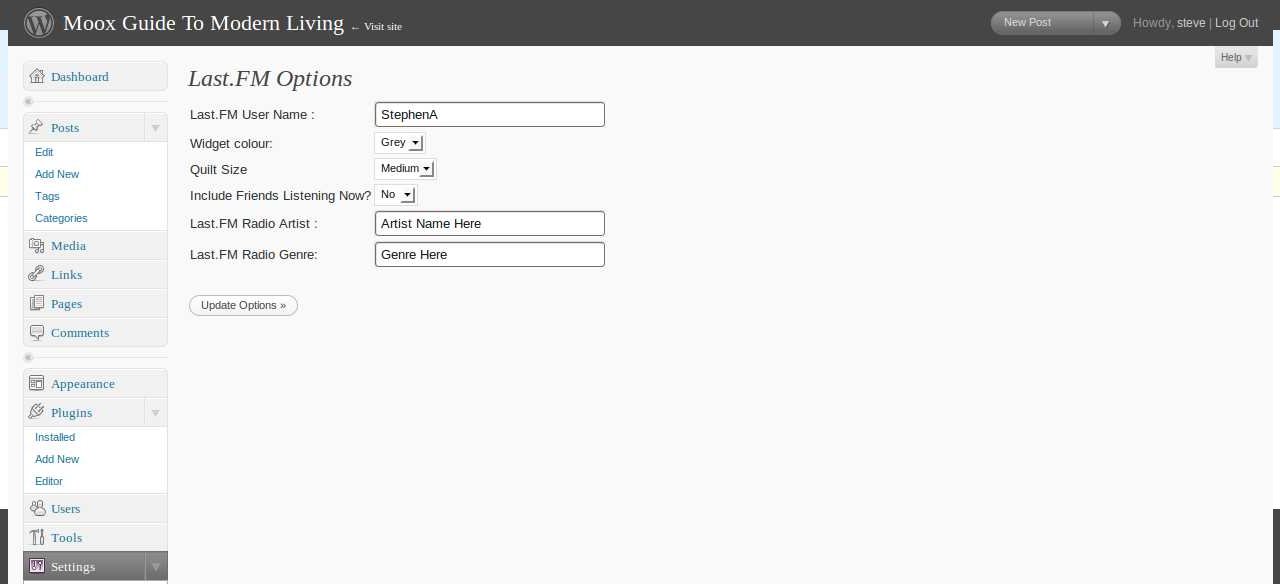 Moox Guide To Modern Living ← Visit site
New Post
Howdy, steve | Log Out
Help
Dashboard
Posts
Edit
Add New
Tags
Categories
Media
Links
Pages
Comments
Appearance
Plugins
Installed
Add New
Editor
Users
Tools
Settings
Last.FM Options
Last.FM User Name : StephenA
Widget colour: Grey
Quilt Size Medium
Include Friends Listening Now? No
Last.FM Radio Artist : Artist Name Here
Last.FM Radio Genre: Genre Here
Update Options »